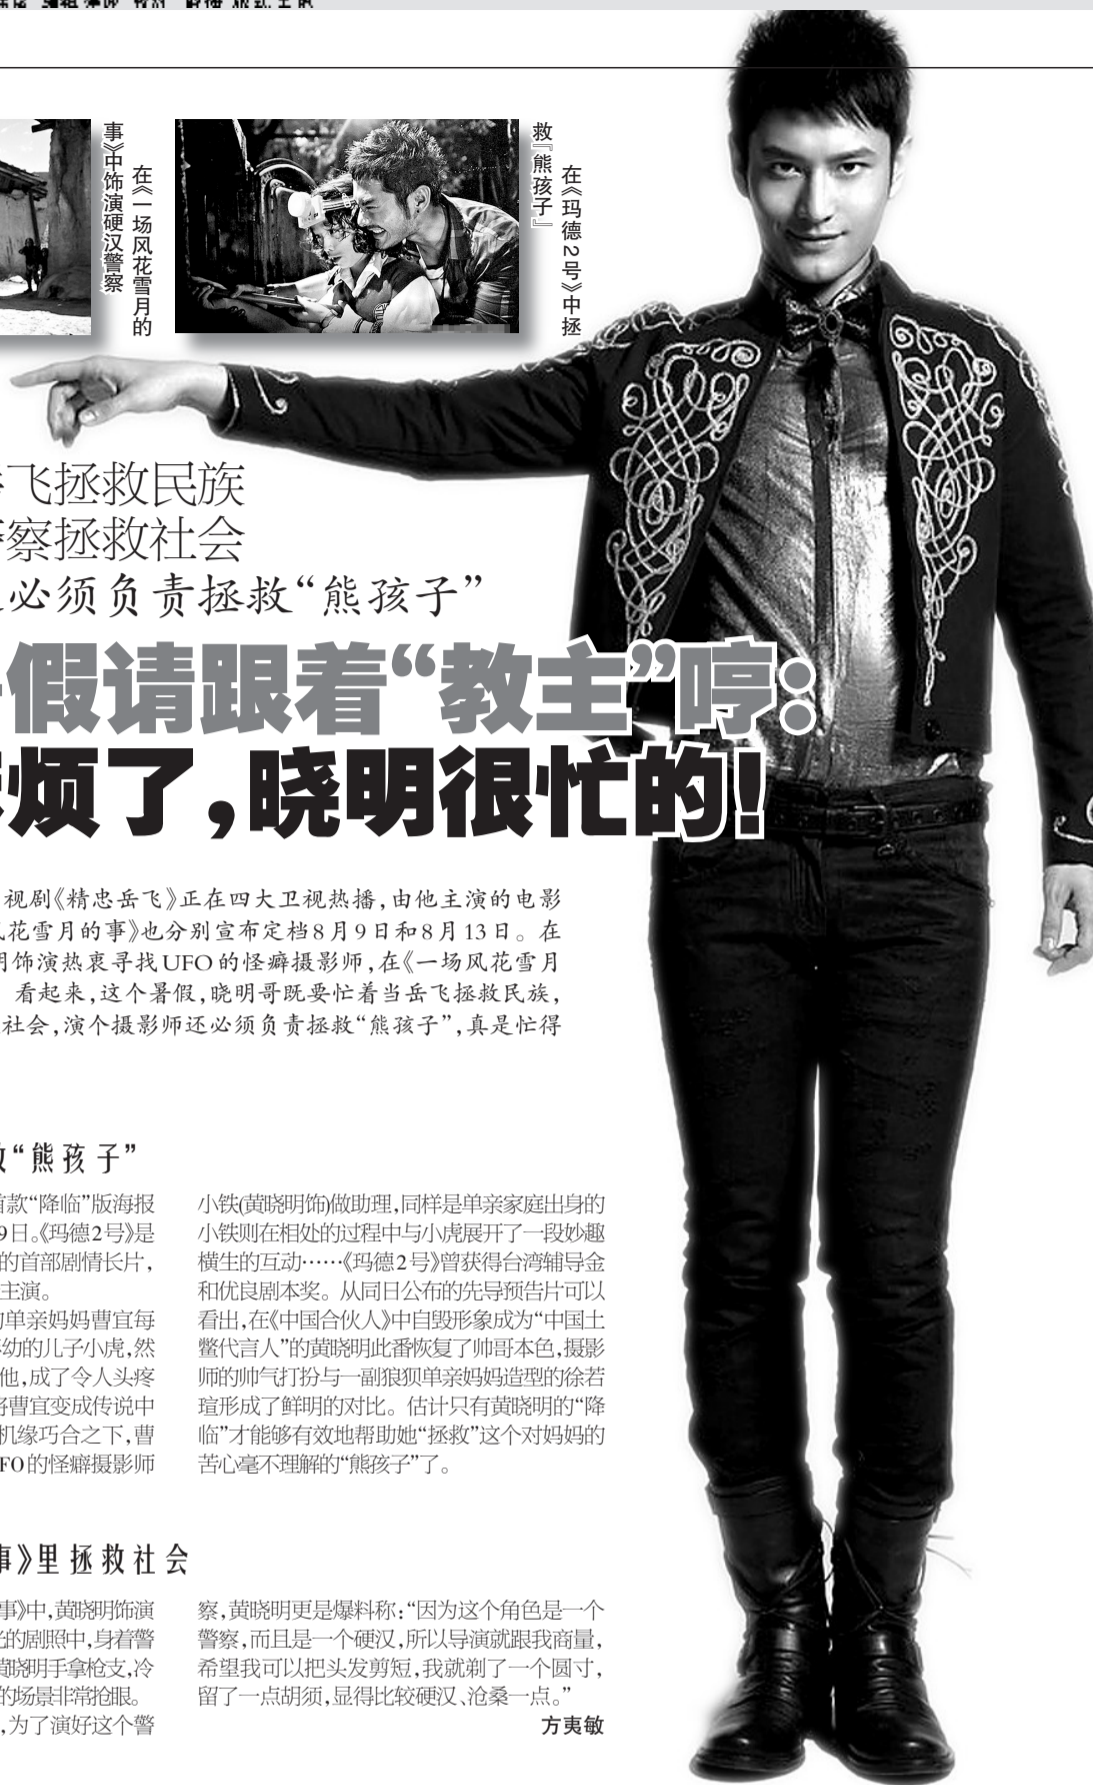 在《一场风花雪月的
事》中饰演硬汉警察
在《玛德2号》中拯
救『熊孩子』
飞拯救民族
察拯救社会
必须负责拯救“熊孩子”
假请跟着“教主”哼：
烦了，晓明很忙的！
视剧《精忠岳飞》正在四大卫视热播，由他主演的电影
花雪月的事》也分别宣布定档8月9日和8月13日。在
饰演热衷寻找UFO的怪癖摄影师，在《一场风花雪月
看起来，这个暑假，晓明哥既要忙着当岳飞拯救民族，
社会，演个摄影师还必须负责拯救“熊孩子”，真是忙得
“熊孩子”
首款“降临”版海报
9日。《玛德2号》是
的首部剧情长片，
主演。
单亲妈妈曹宜每
幼的儿子小虎，然
他，成了令人头疼
将曹宜变成传说中
机缘巧合之下，曹
FO的怪癖摄影师
小铁(黄晓明饰)做助理，同样是单亲家庭出身的
小铁则在相处的过程中与小虎展开了一段妙趣
横生的互动……《玛德2号》曾获得台湾辅导金
和优良剧本奖。从同日公布的先导预告片可以
看出，在《中国合伙人》中自毁形象成为“中国土
鳖代言人”的黄晓明此番恢复了帅哥本色，摄影
师的帅气打扮与一副狼狈单亲妈妈造型的徐若
瑄形成了鲜明的对比。估计只有黄晓明的“降
临”才能够有效地帮助她“拯救”这个对妈妈的
苦心毫不理解的“熊孩子”了。
事》里拯救社会
事》中，黄晓明饰演
的剧照中，身着警
黄晓明手拿枪支，冷
的场景非常抢眼。
，为了演好这个警
察，黄晓明更是爆料称：“因为这个角色是一个
警察，而且是一个硬汉，所以导演就跟我商量，
希望我可以把头发剪短，我就剃了一个圆寸，
留了一点胡须，显得比较硬汉、沧桑一点。”
方夷敏